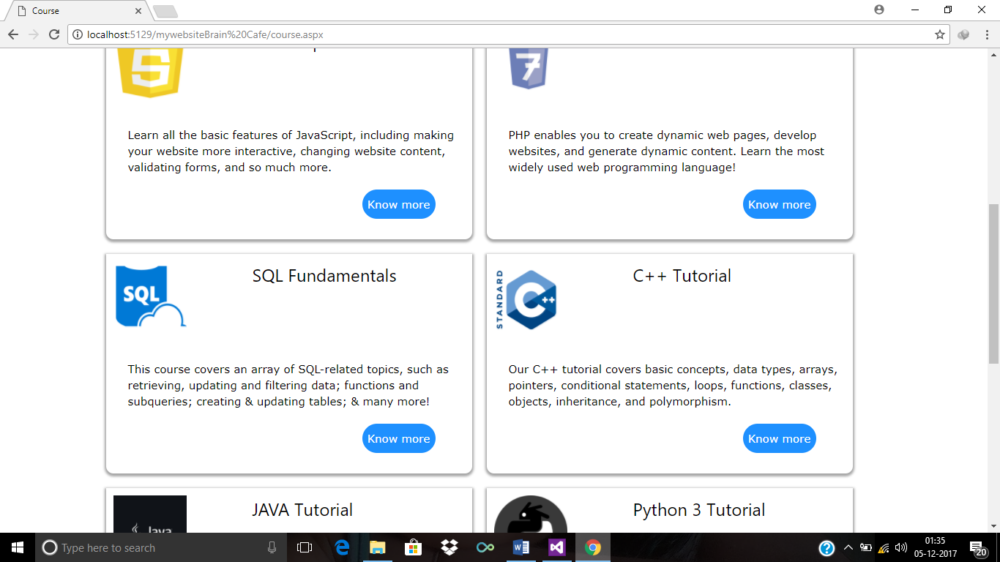 Course
localhost:5129/mywebsiteBrain%20Cafe/course.aspx
5
7
Learn all the basic features of JavaScript, including making
your website more interactive, changing website content,
validating forms, and so much more.
Know more
PHP enables you to create dynamic web pages, develop
websites, and generate dynamic content. Learn the most
widely used web programming language!
Know more
SQL
SQL Fundamentals
This course covers an array of SQL-related topics, such as
retrieving, updating and filtering data; functions and
subqueries; creating & updating tables; & many more!
Know more
STANDARD
C++
C++ Tutorial
Our C++ tutorial covers basic concepts, data types, arrays,
pointers, conditional statements, loops, functions, classes,
objects, inheritance, and polymorphism.
Know more
Java
JAVA Tutorial
Python 3 Tutorial
Type here to search
01:35
05-12-2017
20